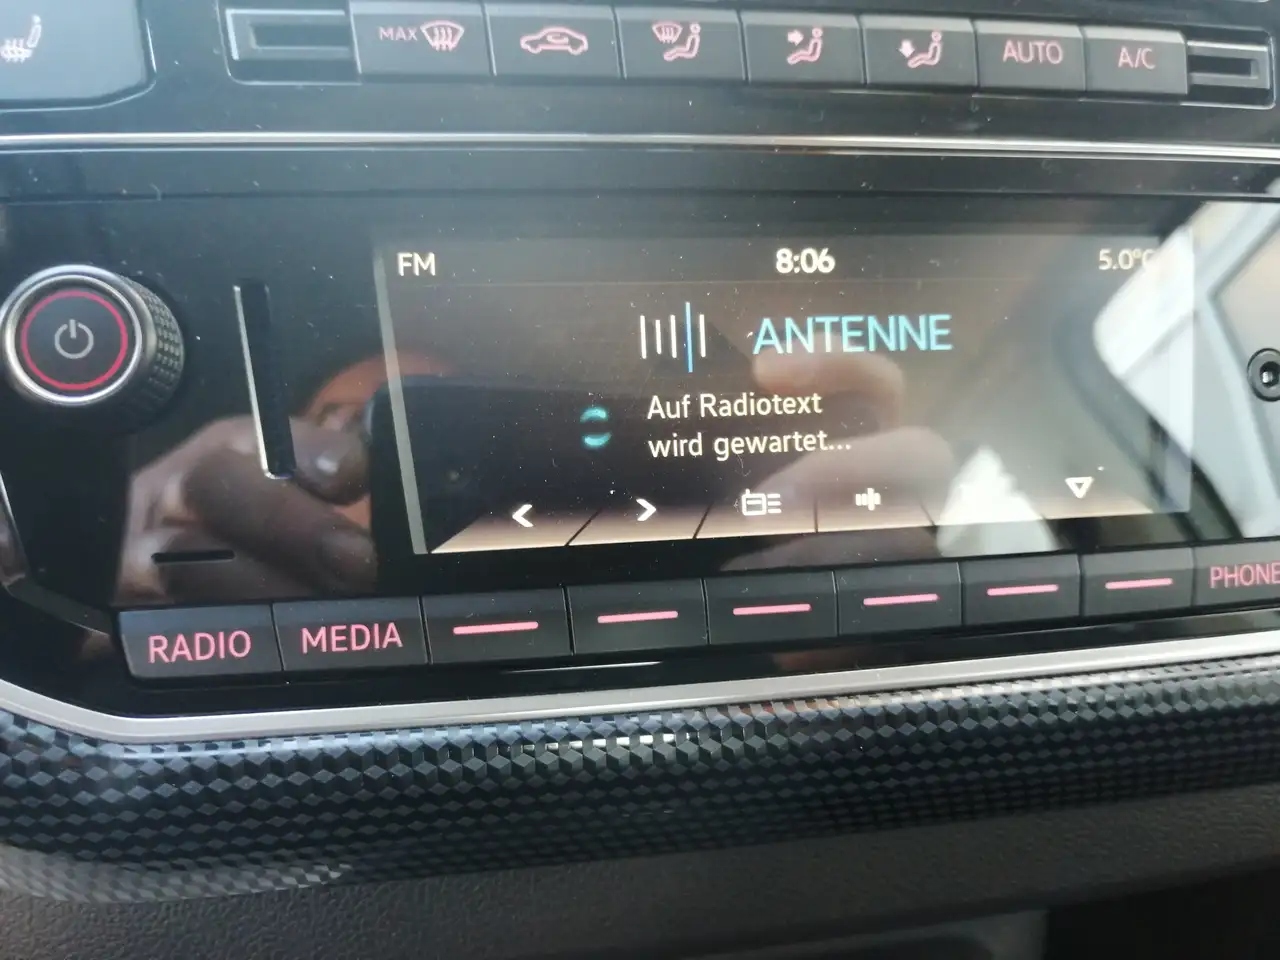 MAX
AUTO
A/C
FM
8:06
5.0°C
ANTENNE
Auf Radiotext
wird gewartet...
RADIO
MEDIA
PHONE